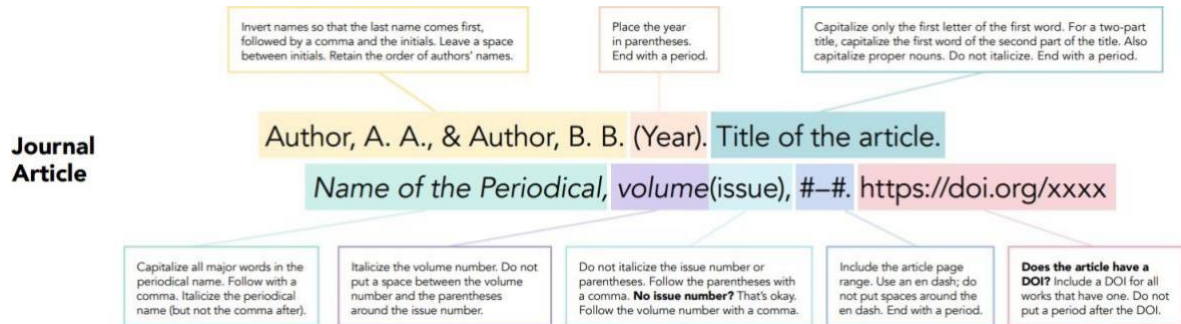 Invert names so that the last name comes first,
followed by a comma and the initials. Leave a space
between initials. Retain the order of authors’ names.
Place the year
in parentheses.
End with a period.
Capitalize only the first letter of the first word. For a two-part
title, capitalize the first word of the second part of the title. Also
capitalize proper nouns. Do not italicize. End with a period.
Journal
Article
Author, A. A., & Author, B. B. (Year). Title of the article.
Name of the Periodical, volume(issue), #–#. https://doi.org/xxxx
Capitalize all major words in the
periodical name. Follow with a
comma. Italicize the periodical
name (but not the comma after).
Italicize the volume number. Do not
put a space between the volume
number and the parentheses
around the issue number.
Do not italicize the issue number or
parentheses. Follow the parentheses with
a comma. No issue number? That’s okay.
Follow the volume number with a comma.
Include the article page
range. Use an en dash; do
not put spaces around the
en dash. End with a period.
Does the article have a
DOI? Include a DOI for all
works that have one. Do not
put a period after the DOI.